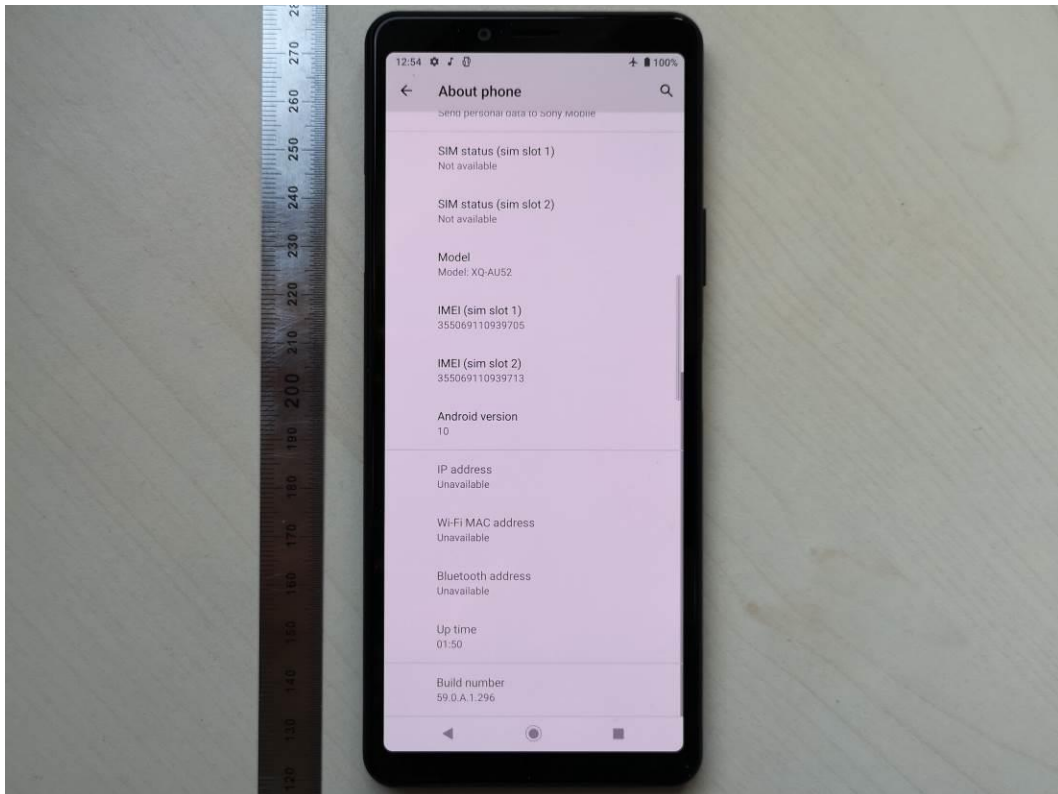 12:54
100%
About phone
Send personal data to Sony Mobile
SIM status (sim slot 1)
Not available
SIM status (sim slot 2)
Not available
Model
Model: XQ-AU52
IMEI (sim slot 1)
355069110939705
IMEI (sim slot 2)
355069110939713
Android version
10
IP address
Unavailable
Wi-Fi MAC address
Unavailable
Bluetooth address
Unavailable
Up time
01:50
Build number
59.0.A.1.296
270
260
250
240
230
220
210
200
190
180
170
160
150
140
130
120